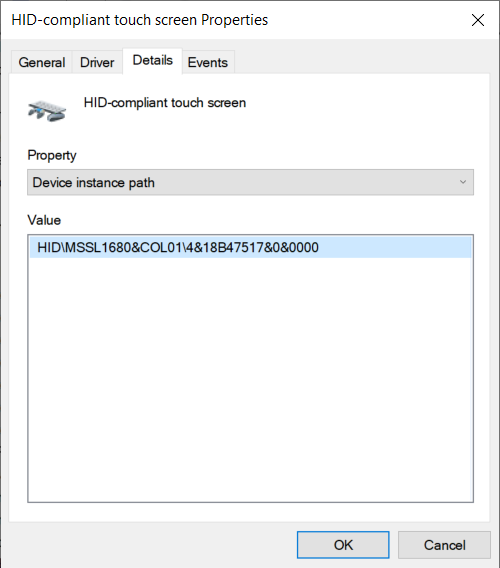 HID-compliant touch screen Properties
General Driver Details Events
HID-compliant touch screen
Property
Device instance path
Value
HID\MSSL1680&COL01\4&18B47517&0&0000
OK Cancel